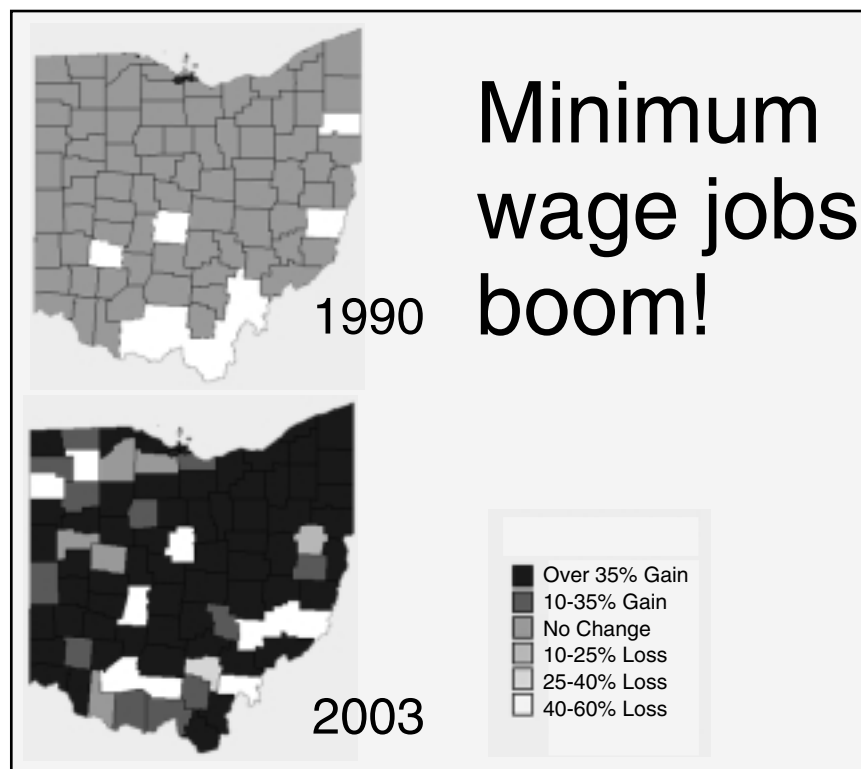 Minimum
wage jobs
boom!
1990
2003
Over 35% Gain
10-35% Gain
No Change
10-25% Loss
25-40% Loss
40-60% Loss